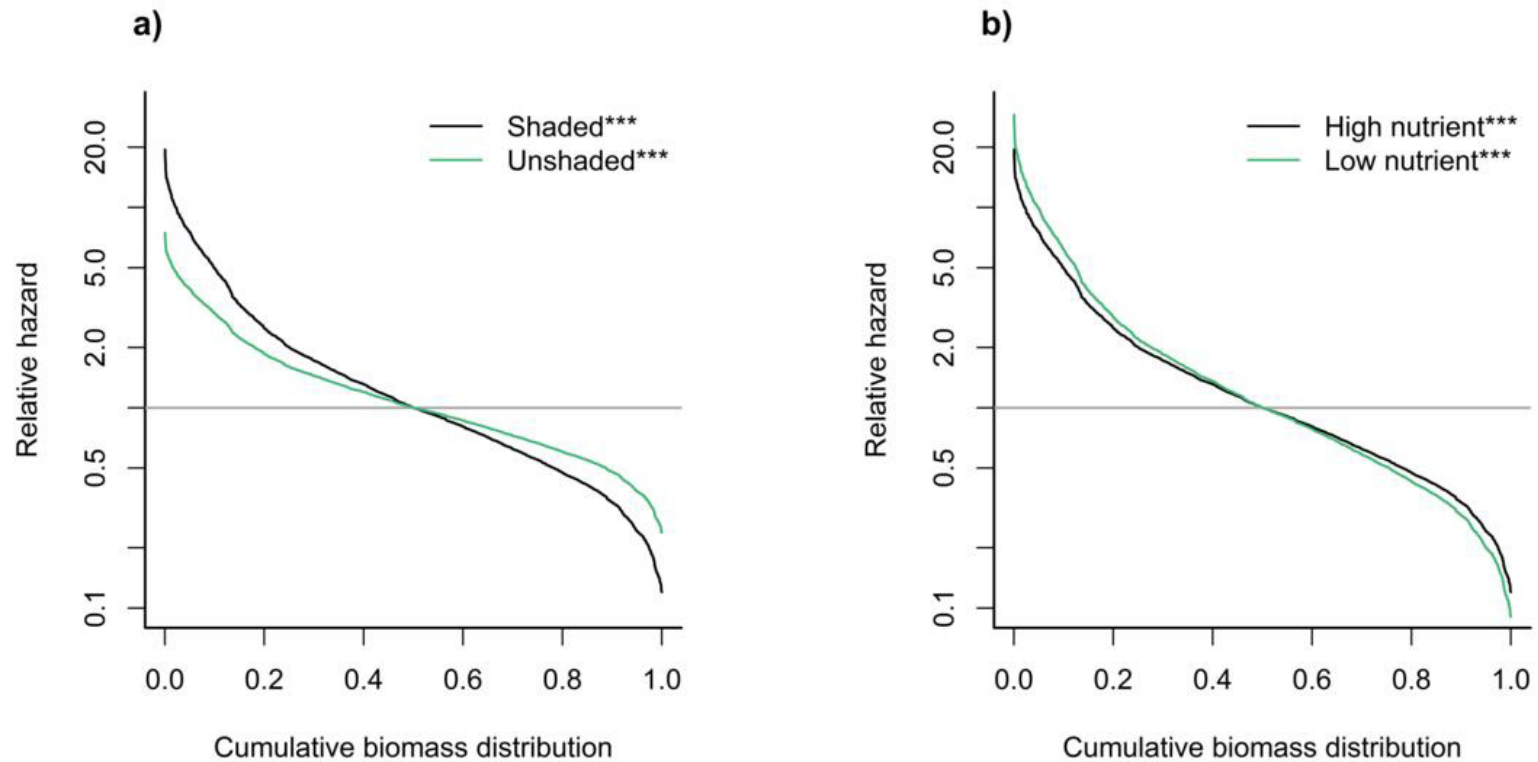 a)
Relative hazard
20.0
5.0
2.0
0.5
0.1
Shaded***
Unshaded***
0.0 0.2 0.4 0.6 0.8 1.0
Cumulative biomass distribution
b)
Relative hazard
20.0
5.0
2.0
0.5
0.1
High nutrient***
Low nutrient***
0.0 0.2 0.4 0.6 0.8 1.0
Cumulative biomass distribution